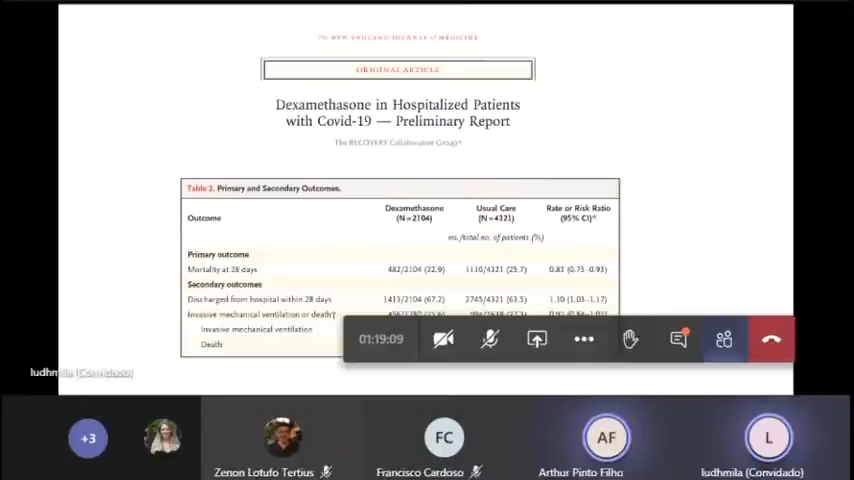 The NEW ENGLAND JOURNAL of MEDICINE
ORIGINAL ARTICLE
Dexamethasone in Hospitalized Patients
with Covid-19 — Preliminary Report
The RECOVERY Collaborative Group*
Table 2. Primary and Secondary Outcomes.
Outcome Dexamethasone (N=2104) Usual Care (N=4321) Rate or Risk Ratio (95% CI)*
no./total no. of patients (%)
Primary outcome
Mortality at 28 days 482/2104 (22.9) 1110/4321 (25.7) 0.83 (0.75–0.93)
Secondary outcomes
Discharged from hospital within 28 days 1413/2104 (67.2) 2745/4321 (63.5) 1.10 (1.03–1.17)
Invasive mechanical ventilation or death†
Invasive mechanical ventilation
Death
01:19:09
ludhmila (Convidado)
+3
Zenon Lotufo Tertius
FC
Francisco Cardoso
AF
Arthur Pinto Filho
L
ludhmila (Convidado)